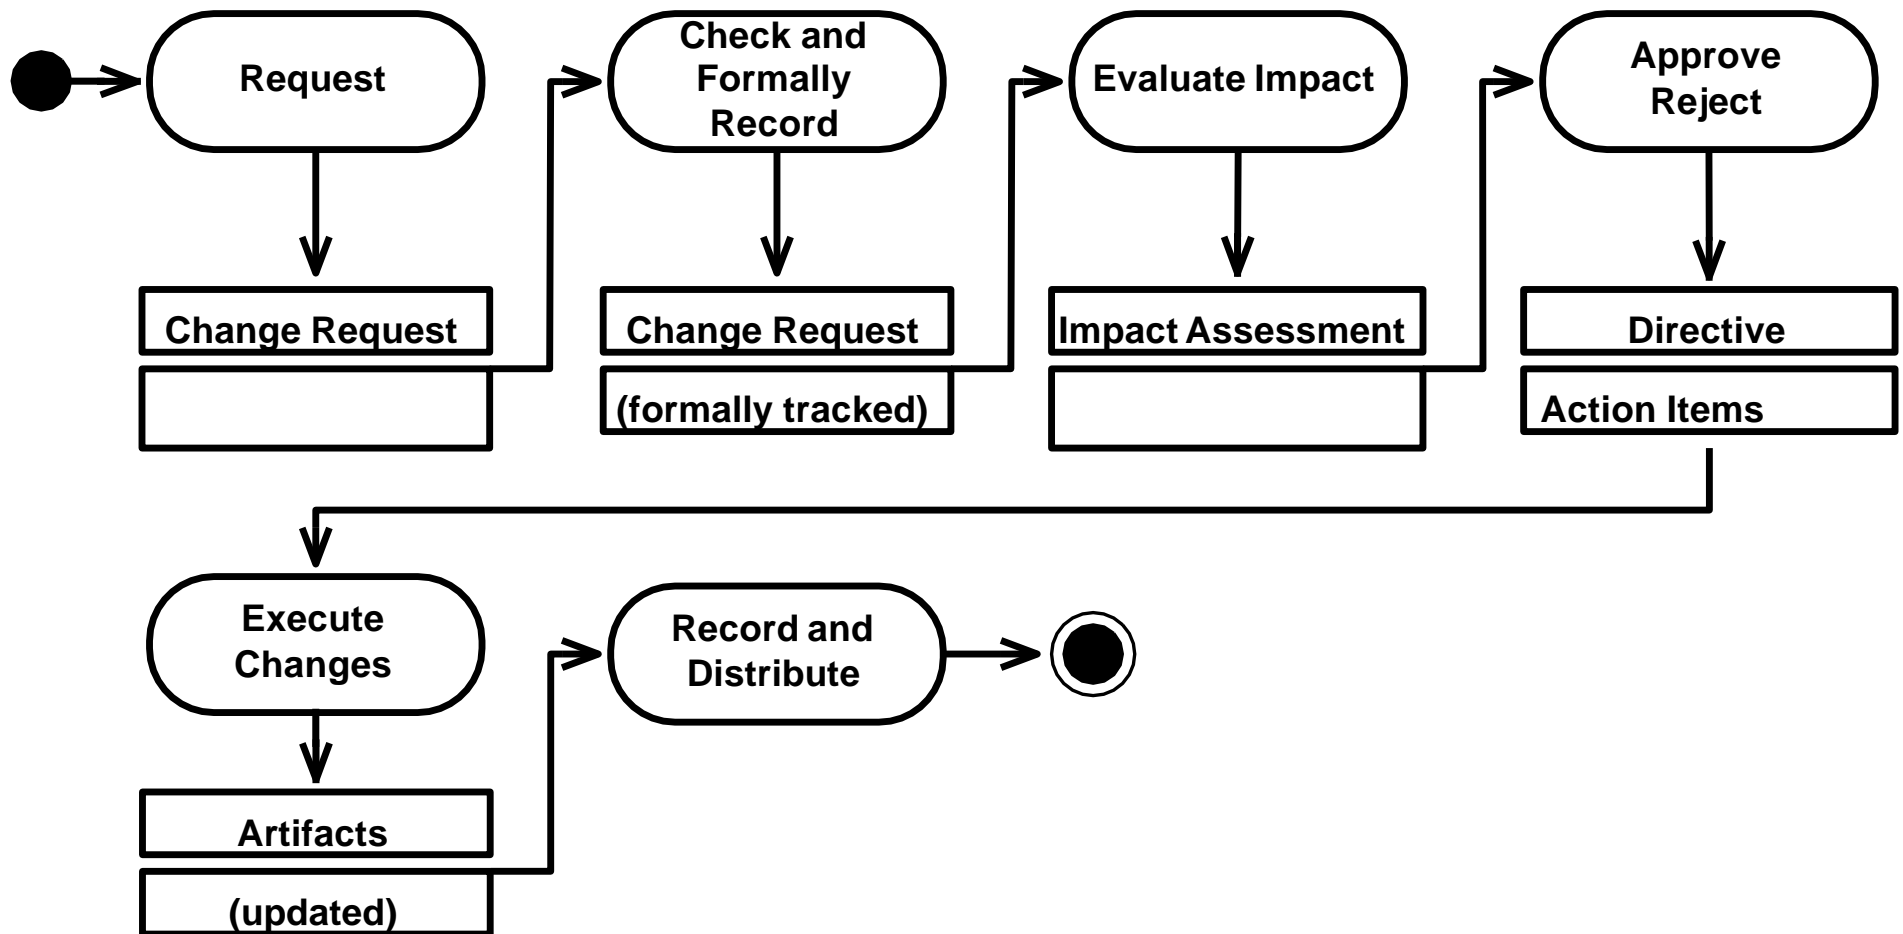 Request
Check and
Formally
Record
Evaluate Impact
Approve
Reject
Change Request
Change Request
(formally tracked)
Impact Assessment
Directive
Action Items
Execute
Changes
Record and
Distribute
Artifacts
(updated)